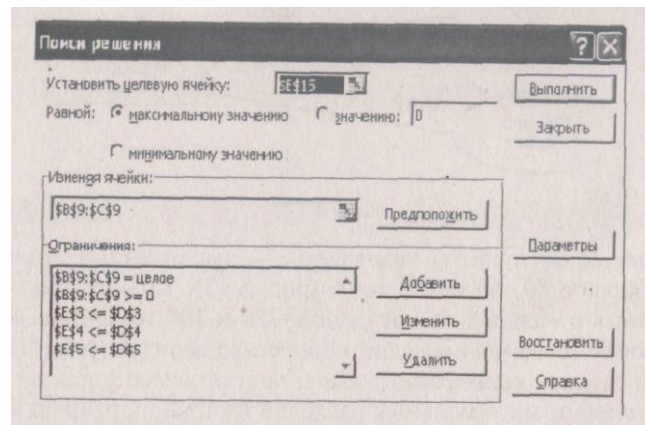 Поиск решения
Установить целевую ячейку: $E$15
Выполнить
Равной: максимальному значению значению: 0
Закрыть
минимальному значению
Изменяя ячейки:
$B$9:$C$9
Предположить
Ограничения:
Параметры
$B$9:$C$9 = целое
$B$9:$C$9 >= 0
$E$3 <= $D$3
$E$4 <= $D$4
$E$5 <= $D$5
Добавить
Изменить
Удалить
Восстановить
Справка